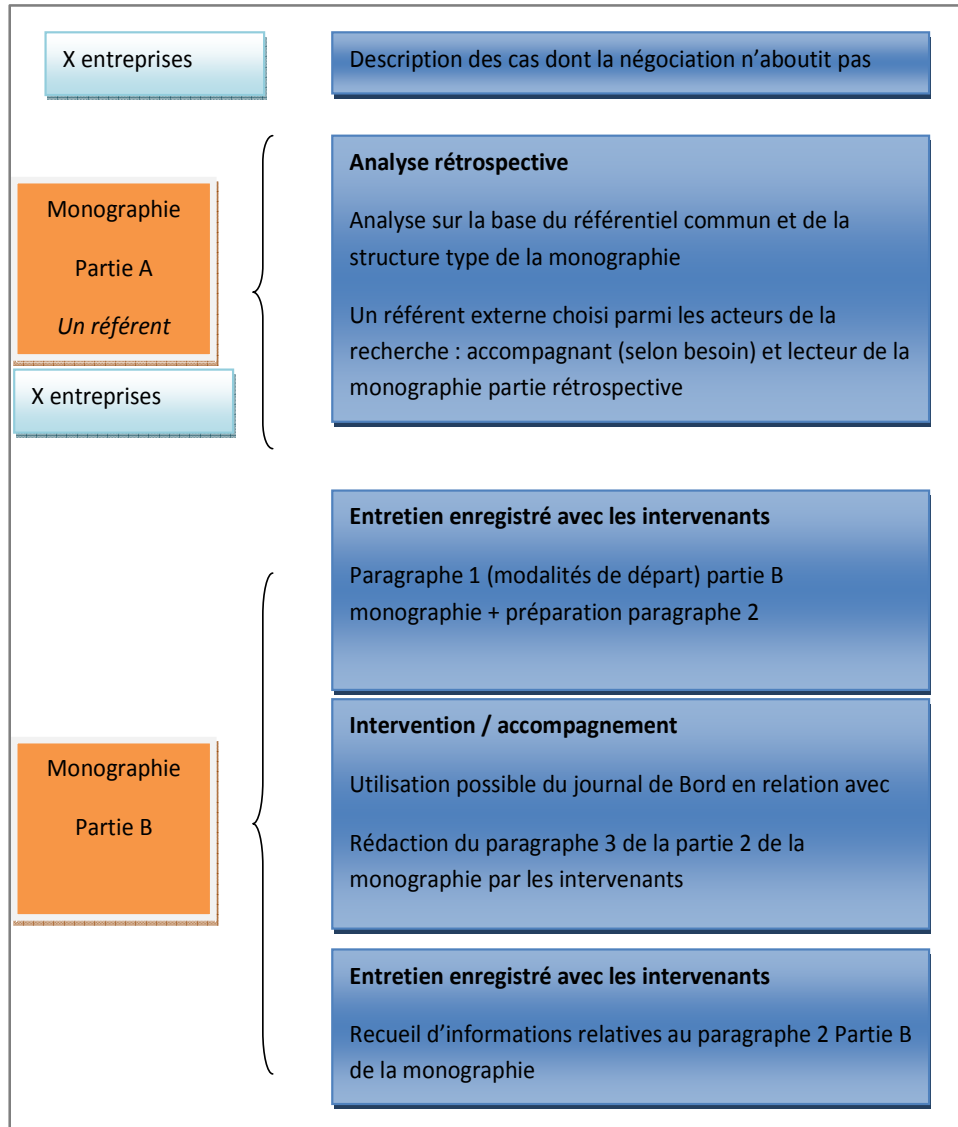 X entreprises
Description des cas dont la négociation n’aboutit pas
Monographie
Partie A
Un référent
X entreprises
Analyse rétrospective
Analyse sur la base du référentiel commun et de la
structure type de la monographie
Un référent externe choisi parmi les acteurs de la
recherche : accompagnant (selon besoin) et lecteur de la
monographie partie rétrospective
Monographie
Partie B
Entretien enregistré avec les intervenants
Paragraphe 1 (modalités de départ) partie B
monographie + préparation paragraphe 2
Intervention / accompagnement
Utilisation possible du journal de Bord en relation avec
Rédaction du paragraphe 3 de la partie 2 de la
monographie par les intervenants
Entretien enregistré avec les intervenants
Recueil d’informations relatives au paragraphe 2 Partie B
de la monographie